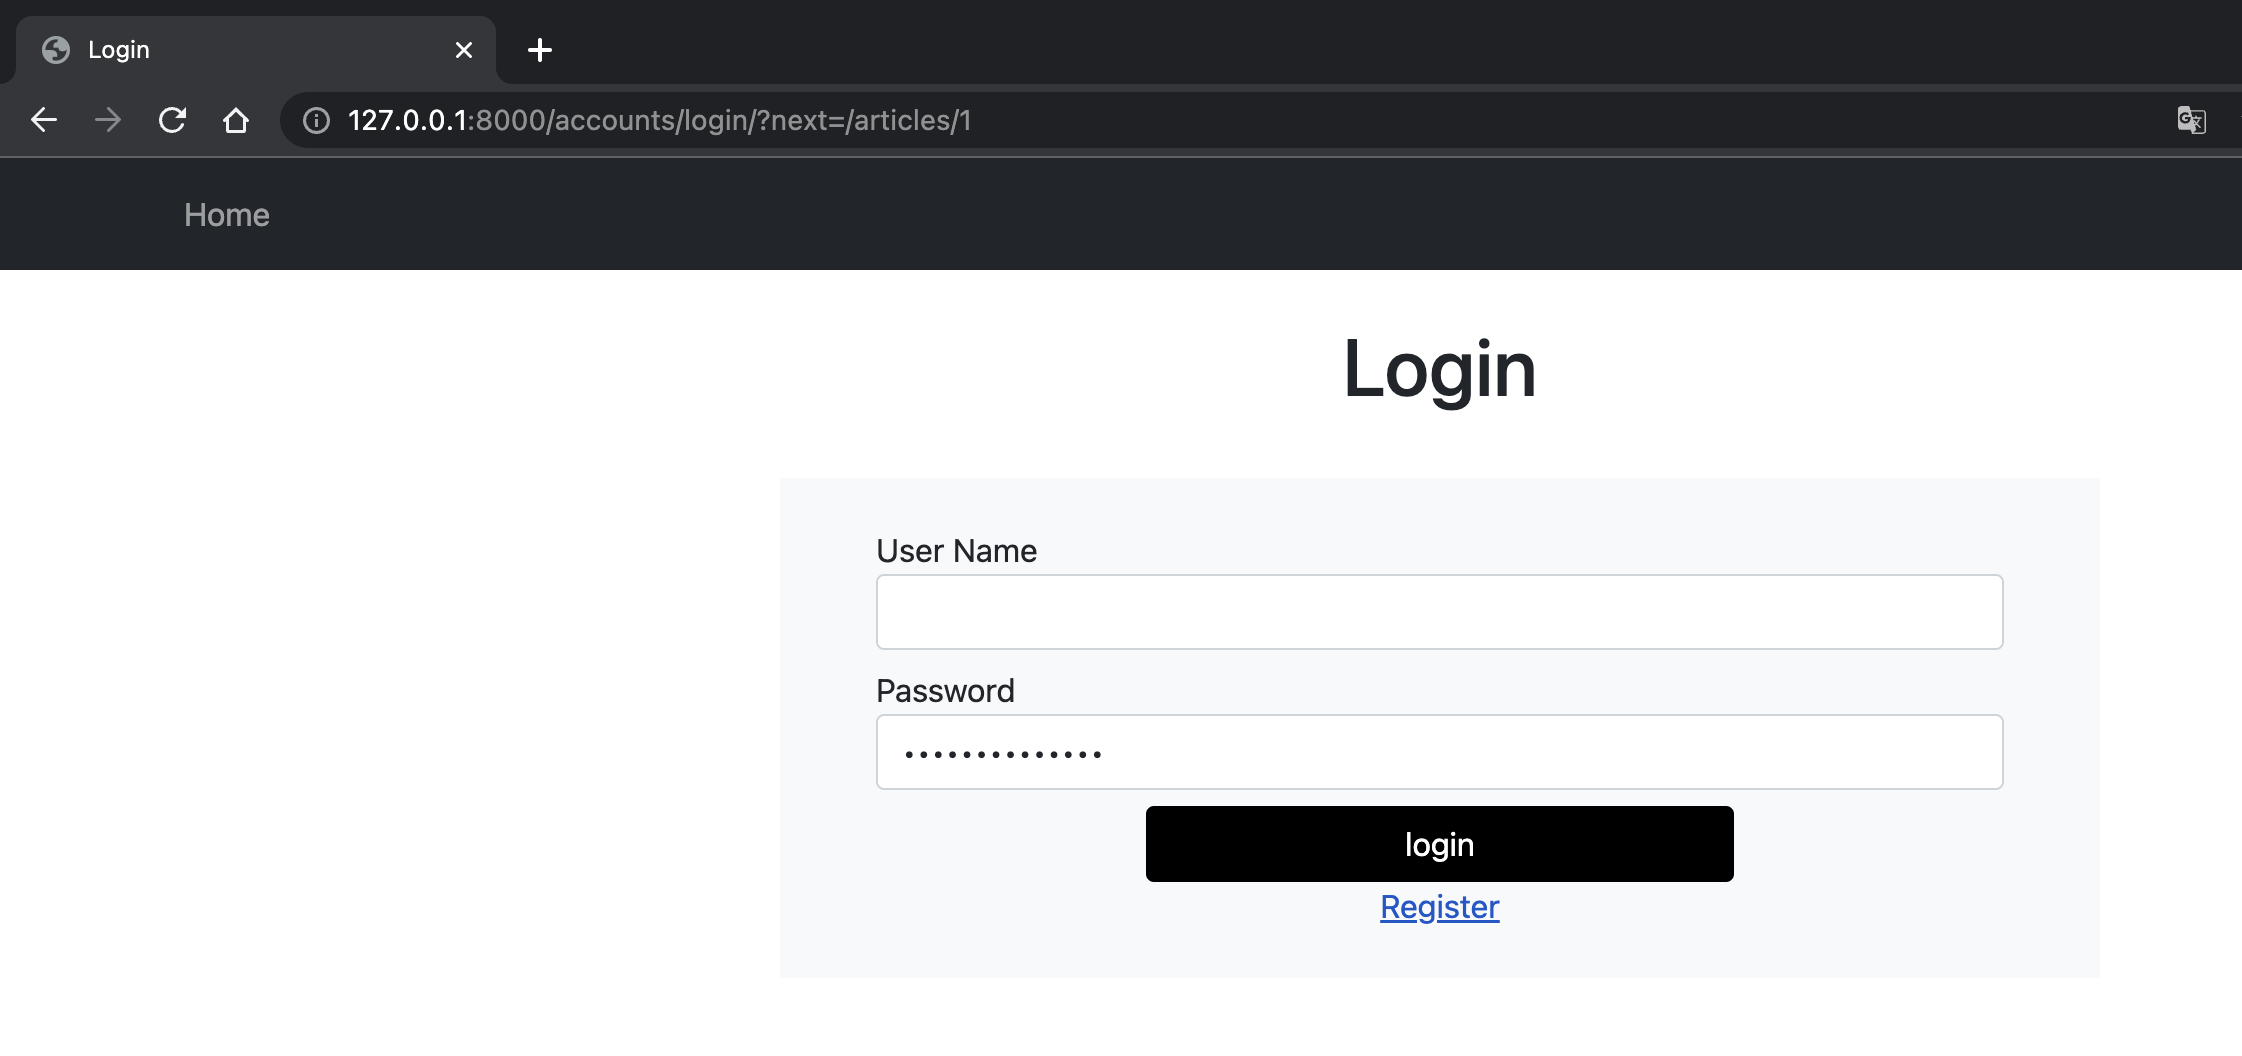 Login
127.0.0.1:8000/accounts/login/?next=/articles/1
Home
Login
User Name
Password
••••••••••••••
login
Register